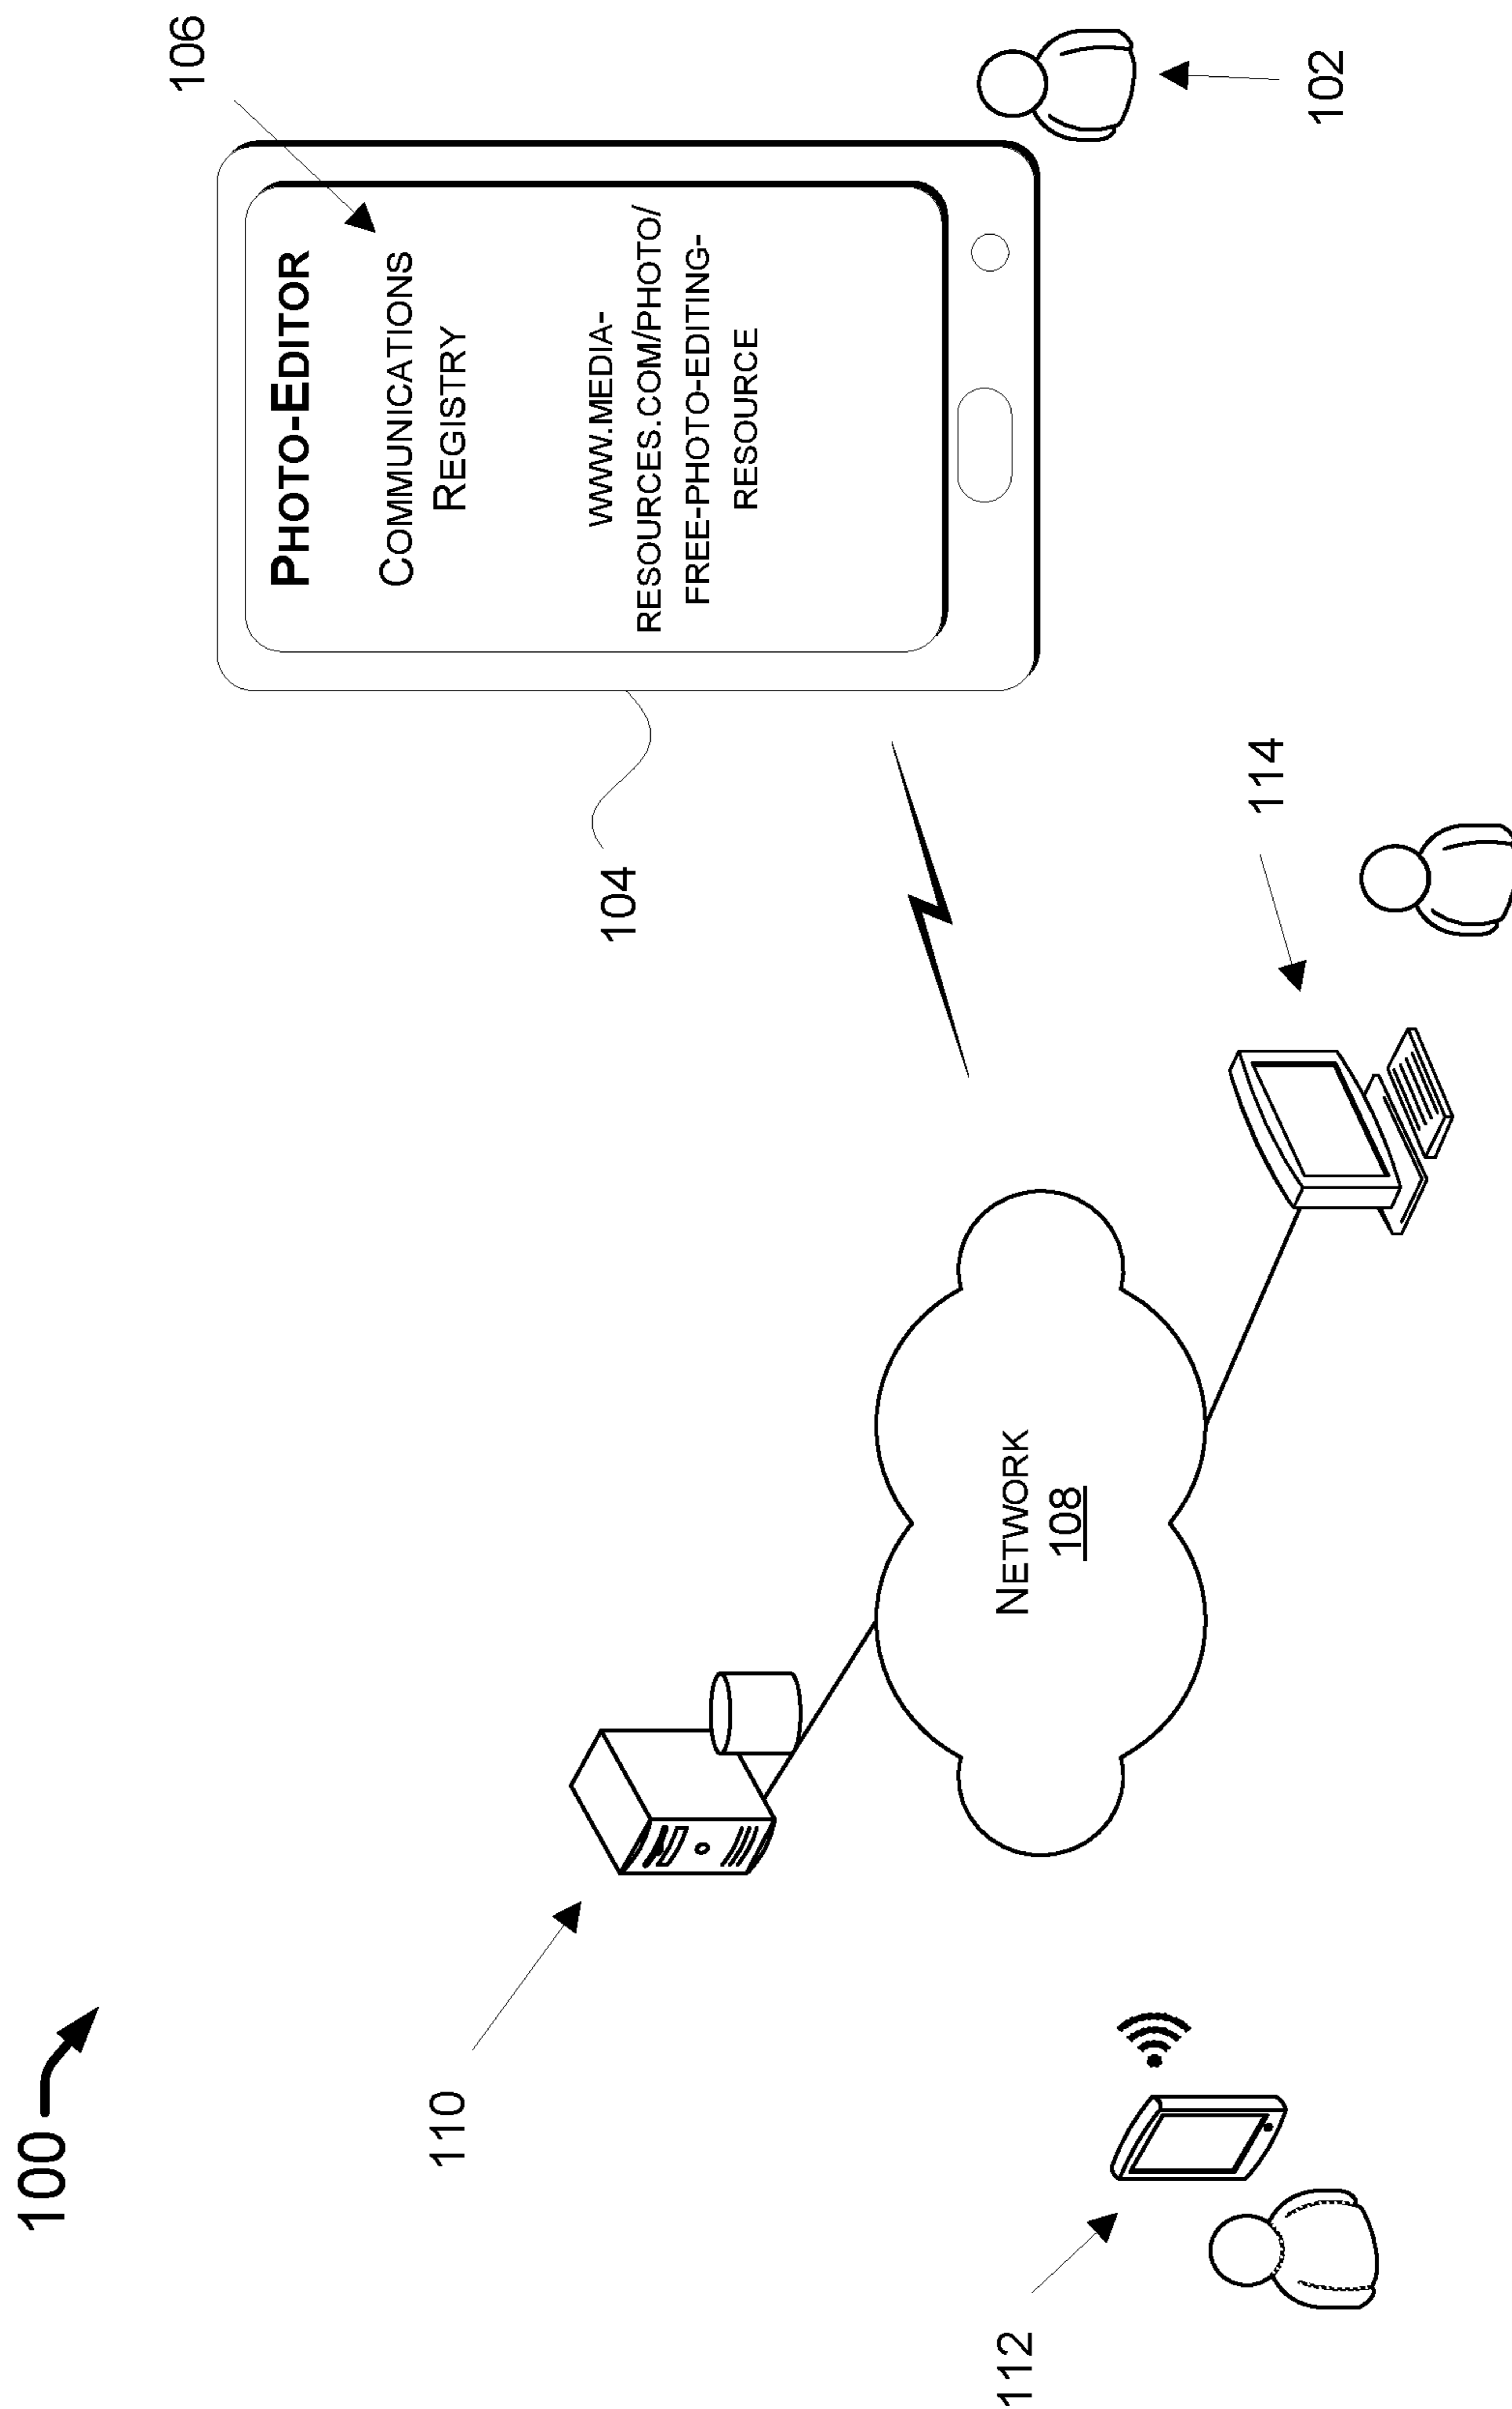 100
106
PHOTO-EDITOR
COMMUNICATIONS
REGISTRY
WWW.MEDIA-
RESOURCES.COM/PHOTO/
FREE-PHOTO-EDITING-
RESOURCE
110
104
102
NETWORK
108
114
112